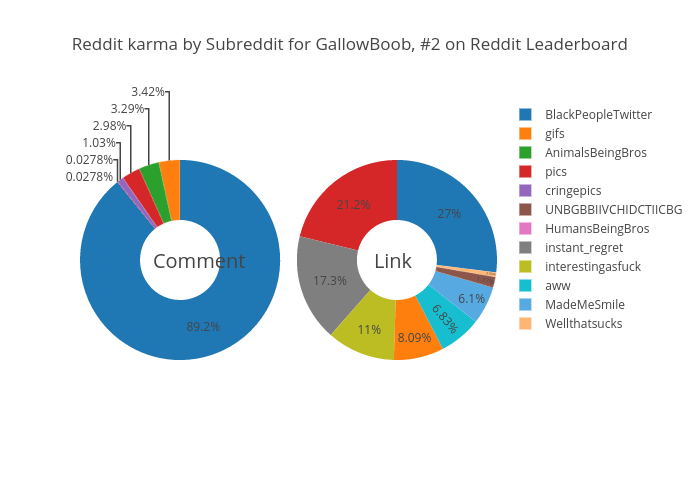 Reddit karma by Subreddit for GallowBoob, #2 on Reddit Leaderboard
3.42%
3.29%
2.98%
1.03%
0.0278%
0.0278%
89.2%
Comment
27%
21.2%
17.3%
11%
8.09%
6.83%
6.1%
Link
BlackPeopleTwitter
gifs
AnimalsBeingBros
pics
cringepics
UNBGBBIIVCHIDCTIICBG
HumansBeingBros
instant_regret
interestingasfuck
aww
MadeMeSmile
Wellthatsucks